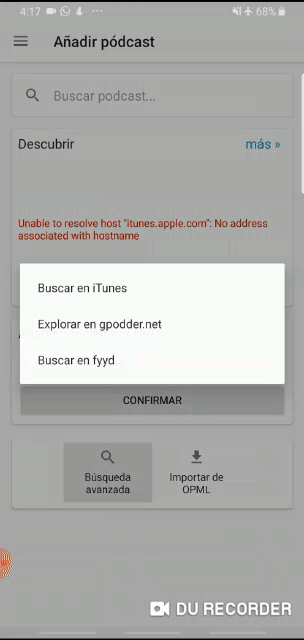 4:17
68%
Añadir pódcast
Buscar podcast...
Descubrir
más »
Unable to resolve host "itunes.apple.com": No address
associated with hostname
Buscar en iTunes
Explorar en gpodder.net
Buscar en fyyd
CONFIRMAR
Búsqueda
avanzada
Importar de
OPML
DU RECORDER